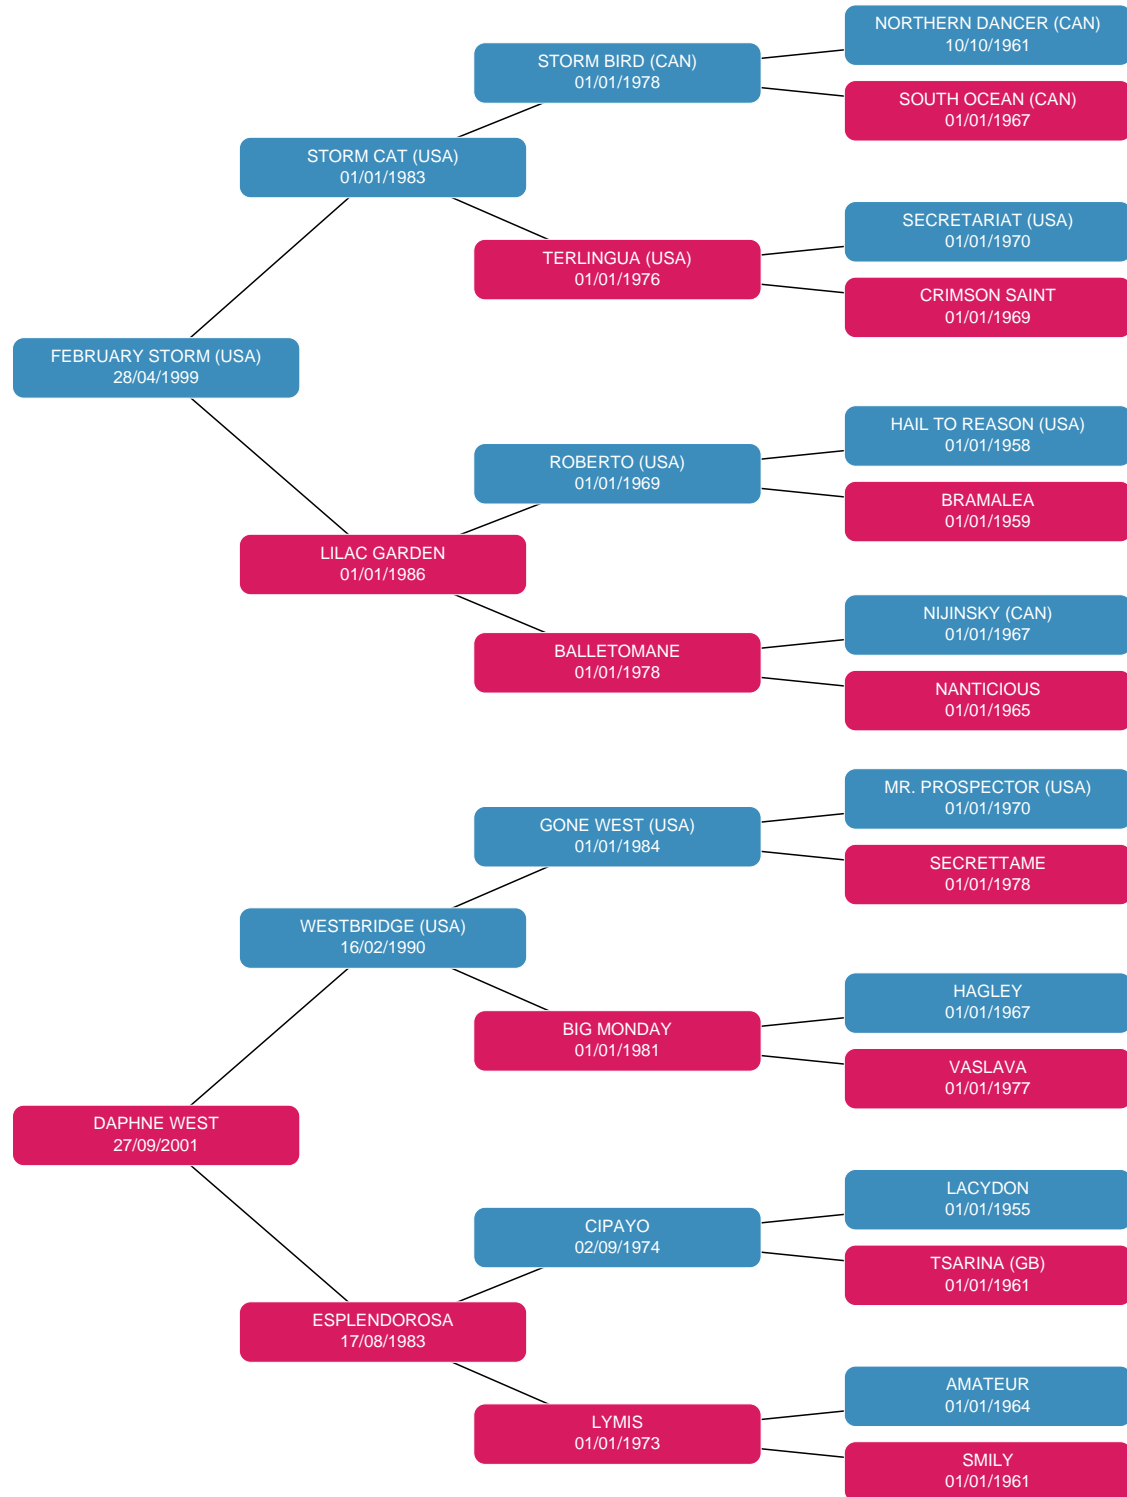 NORTHERN DANCER (CAN)
10/10/1961
STORM BIRD (CAN)
01/01/1978
SOUTH OCEAN (CAN)
01/01/1967
STORM CAT (USA)
01/01/1983
SECRETARIAT (USA)
01/01/1970
TERLINGUA (USA)
01/01/1976
CRIMSON SAINT
01/01/1969
FEBRUARY STORM (USA)
28/04/1999
HAIL TO REASON (USA)
01/01/1958
ROBERTO (USA)
01/01/1969
BRAMALEA
01/01/1959
LILAC GARDEN
01/01/1986
NIJINSKY (CAN)
01/01/1967
BALLETOMANE
01/01/1978
NANTICIOUS
01/01/1965
MR. PROSPECTOR (USA)
01/01/1970
GONE WEST (USA)
01/01/1984
SECRETTAME
01/01/1978
WESTBRIDGE (USA)
16/02/1990
HAGLEY
01/01/1967
BIG MONDAY
01/01/1981
VASLAVA
01/01/1977
DAPHNE WEST
27/09/2001
LACYDON
01/01/1955
CIPAYO
02/09/1974
TSARINA (GB)
01/01/1961
ESPLENDOROSA
17/08/1983
AMATEUR
01/01/1964
LYMIS
01/01/1973
SMILY
01/01/1961